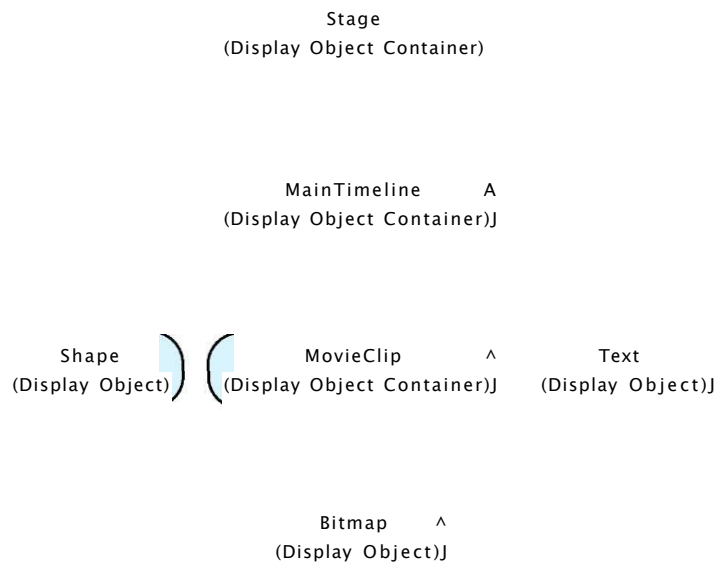 Stage
(Display Object Container)
MainTimeline A
(Display Object Container)J
Shape MovieClip ^ Text
(Display Object) (Display Object Container)J (Display Object)J
Bitmap ^
(Display Object)J